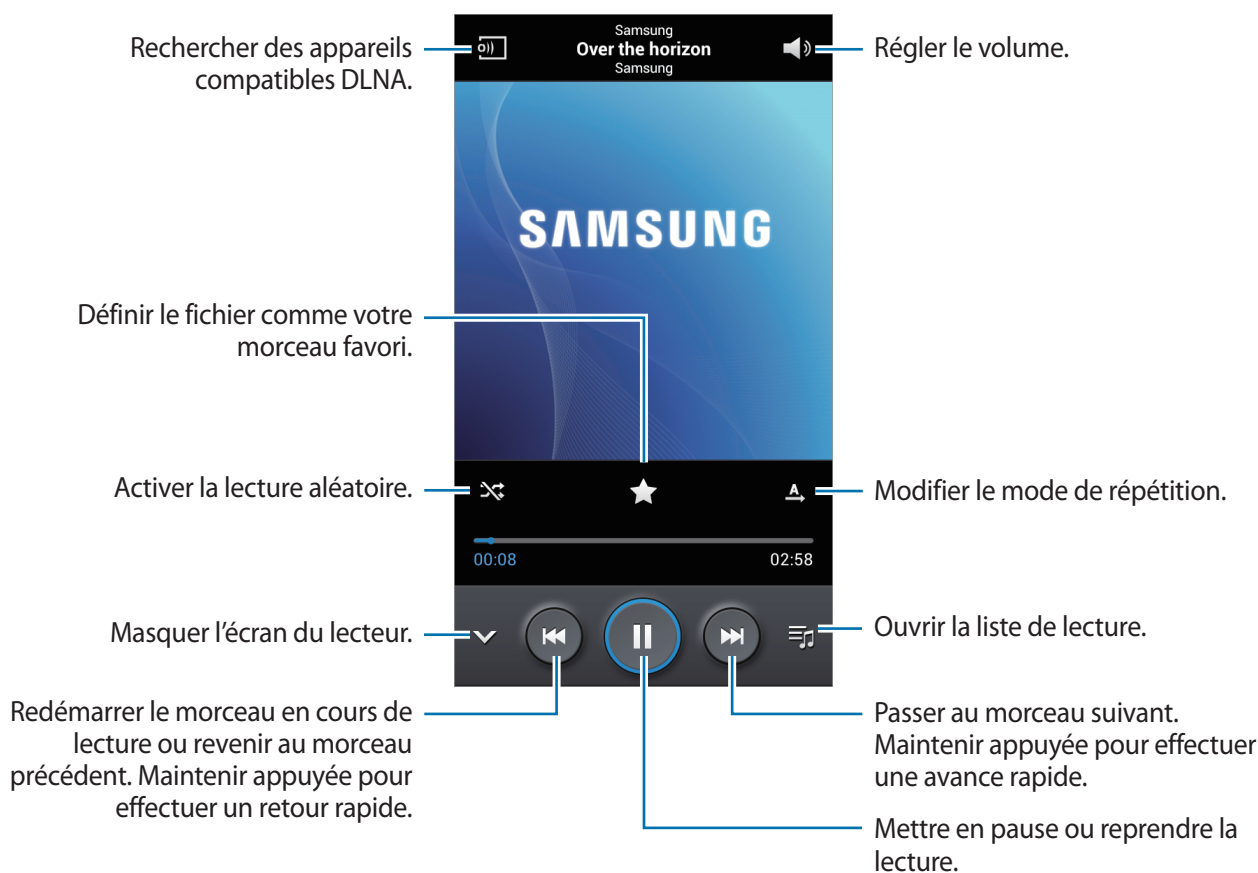 Rechercher des appareils
compatibles DLNA.
Samsung
Over the horizon
Samsung
Régler le volume.
SAMSUNG
Définir le fichier comme votre
morceau favori.
Activer la lecture aléatoire.
A
Modifier le mode de répétition.
00:08
02:58
Masquer l'écran du lecteur.
Ouvrir la liste de lecture.
Redémarrer le morceau en cours de
lecture ou revenir au morceau
précédent. Maintenir appuyée pour
effectuer un retour rapide.
Passer au morceau suivant.
Maintenir appuyée pour effectuer
une avance rapide.
Mettre en pause ou reprendre la
lecture.